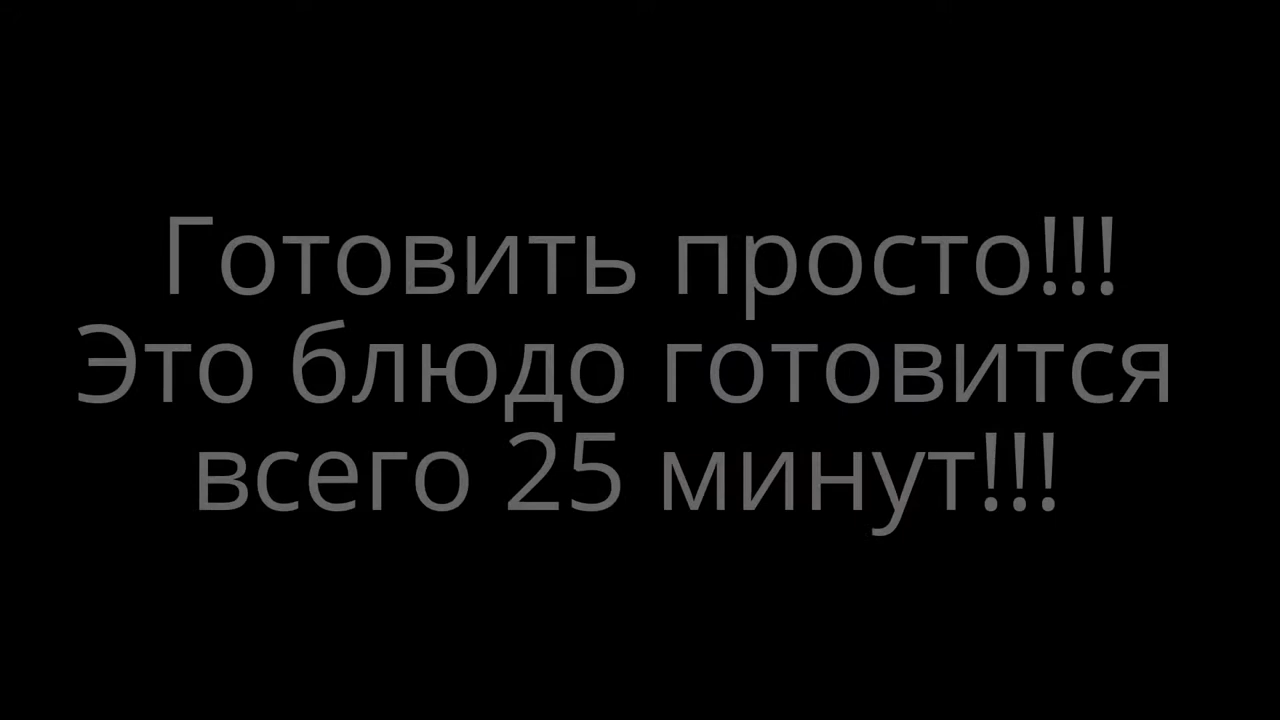 Готовить просто!!!
Это блюдо готовится
всего 25 минут!!!